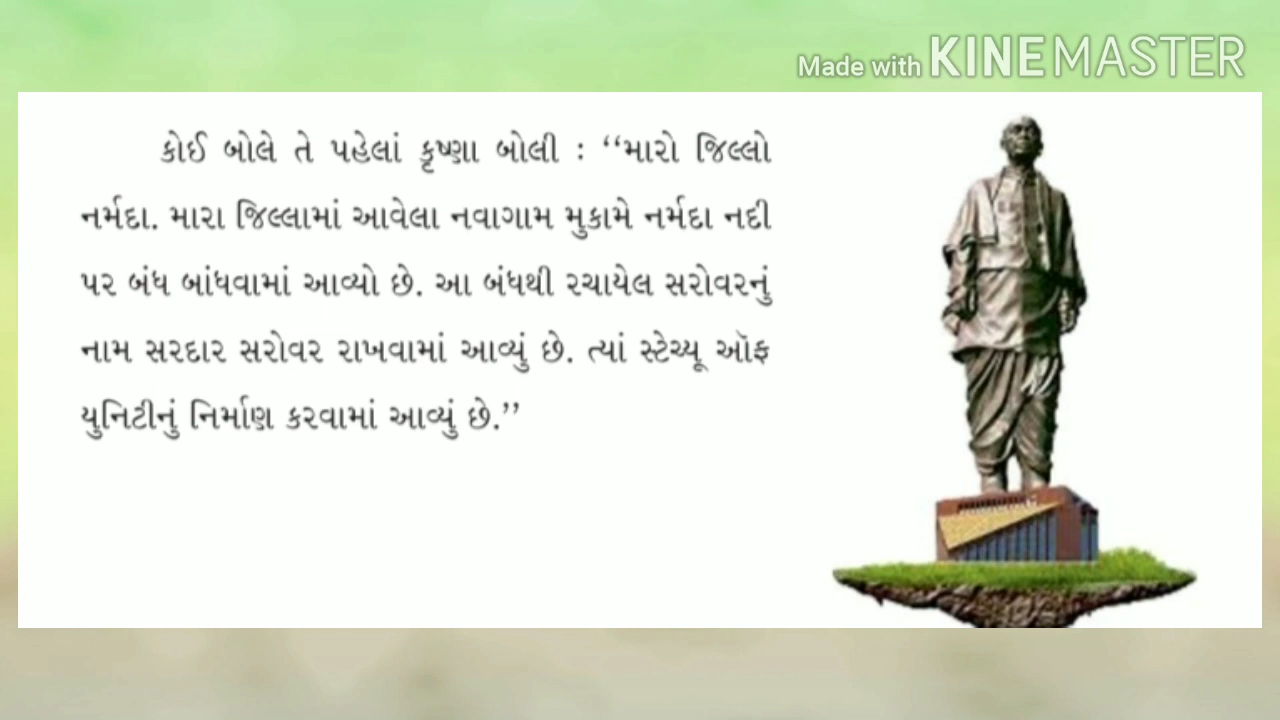 Made with KINEMASTER
કોઈ બોલે તે પહેલાં કૃષ્ણા બોલી : ‘‘મારો જિલ્લો
નર્મદા. મારા જિલ્લામાં આવેલા નવાગામ મુકામે નર્મદા નદી
પર બંધ બાંધવામાં આવ્યો છે. આ બંધથી રચાયેલ સરોવરનું
નામ સરદાર સરોવર રાખવામાં આવ્યું છે. ત્યાં સ્ટેચ્યૂ ઑફ
યુનિટીનું નિર્માણ કરવામાં આવ્યું છે.’’